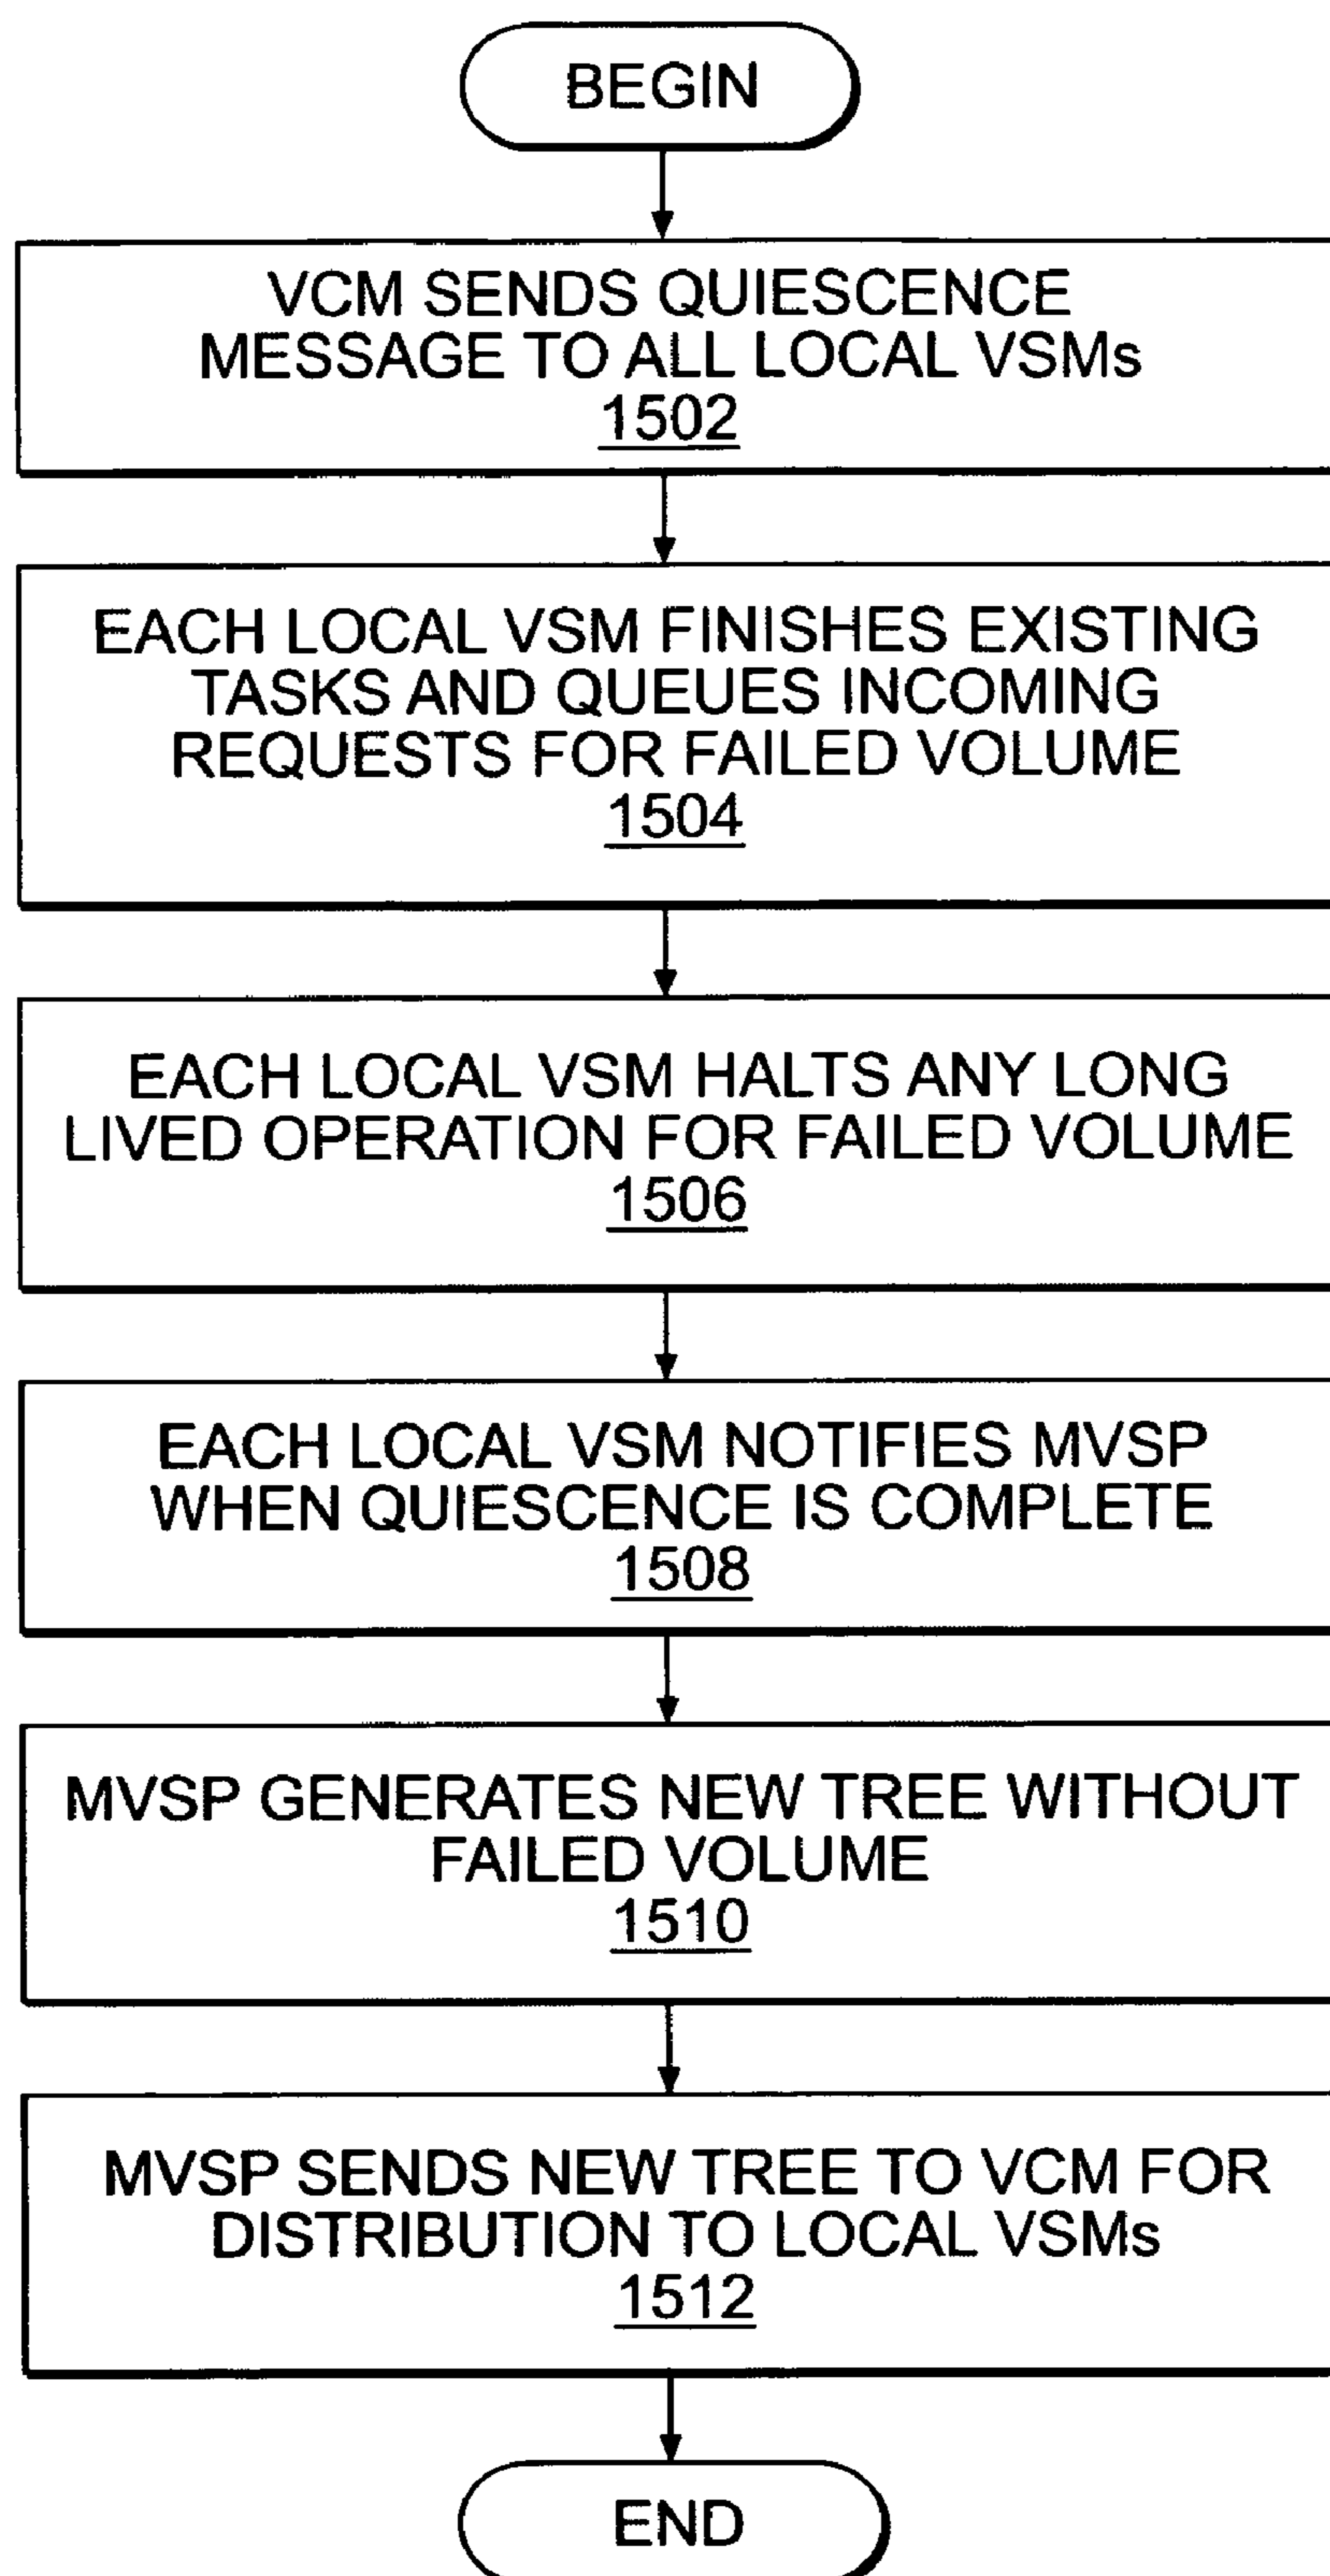 BEGIN
VCM SENDS QUIESCENCE
MESSAGE TO ALL LOCAL VSMs
1502
EACH LOCAL VSM FINISHES EXISTING
TASKS AND QUEUES INCOMING
REQUESTS FOR FAILED VOLUME
1504
EACH LOCAL VSM HALTS ANY LONG
LIVED OPERATION FOR FAILED VOLUME
1506
EACH LOCAL VSM NOTIFIES MVSP
WHEN QUIESCENCE IS COMPLETE
1508
MVSP GENERATES NEW TREE WITHOUT
FAILED VOLUME
1510
MVSP SENDS NEW TREE TO VCM FOR
DISTRIBUTION TO LOCAL VSMs
1512
END